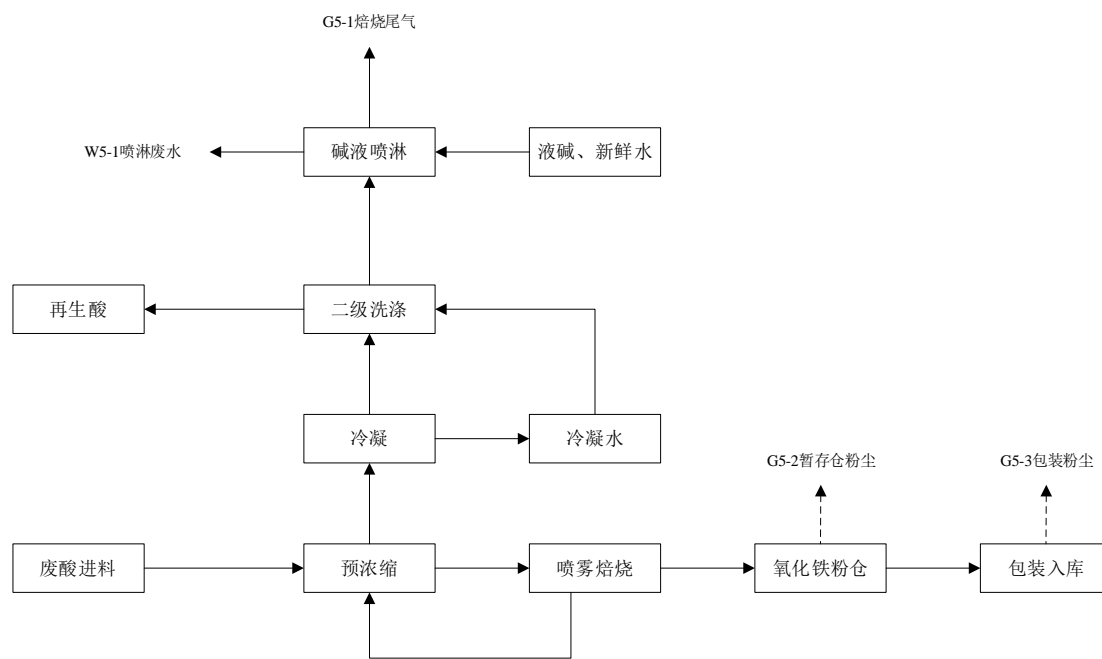 G5-1焙烧尾气
W5-1喷淋废水
碱液喷淋
液碱、新鲜水
再生酸
二级洗涤
冷凝
冷凝水
G5-2暂存仓粉尘
G5-3包装粉尘
废酸进料
预浓缩
喷雾焙烧
氧化铁粉仓
包装入库